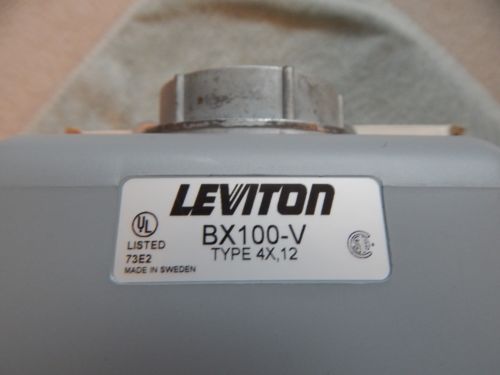 LEVITON
BX100-V
TYPE 4X,12
UL
LISTED
73E2
MADE IN SWEDEN